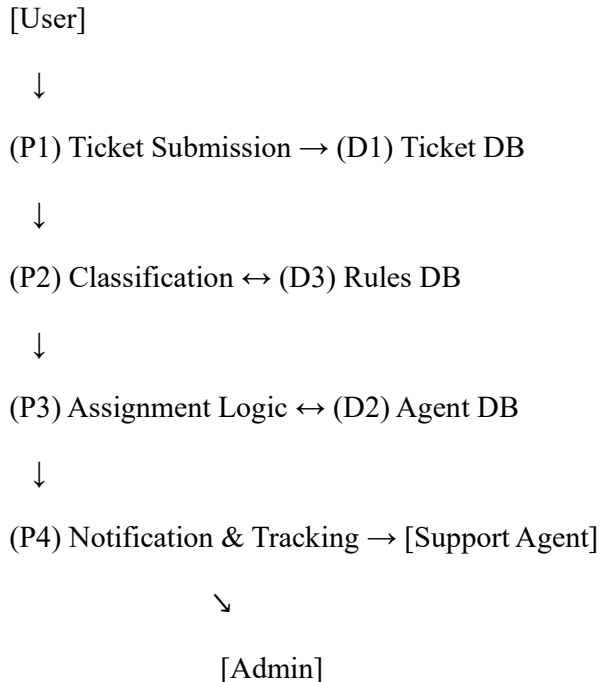 [User]
↓
(P1) Ticket Submission → (D1) Ticket DB
↓
(P2) Classification ↔ (D3) Rules DB
↓
(P3) Assignment Logic ↔ (D2) Agent DB
↓
(P4) Notification & Tracking → [Support Agent]
↘
[Admin]